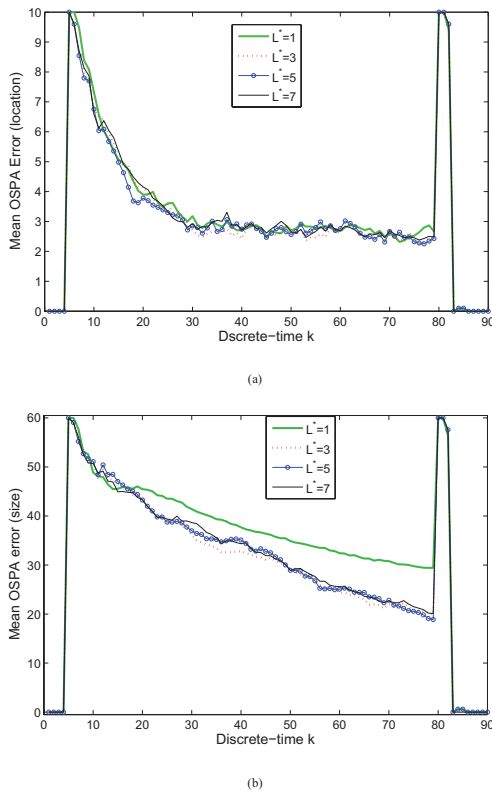 10
9
8
7
6
5
4
3
2
1
0
Mean OSPA Error (location)
L*=1
L*=3
L*=5
L*=7
0 10 20 30 40 50 60 70 80 90
Discrete−time k
(a)
60
50
40
30
20
10
0
Mean OSPA error (size)
L*=1
L*=3
L*=5
L*=7
0 10 20 30 40 50 60 70 80 90
Discrete−time k
(b)